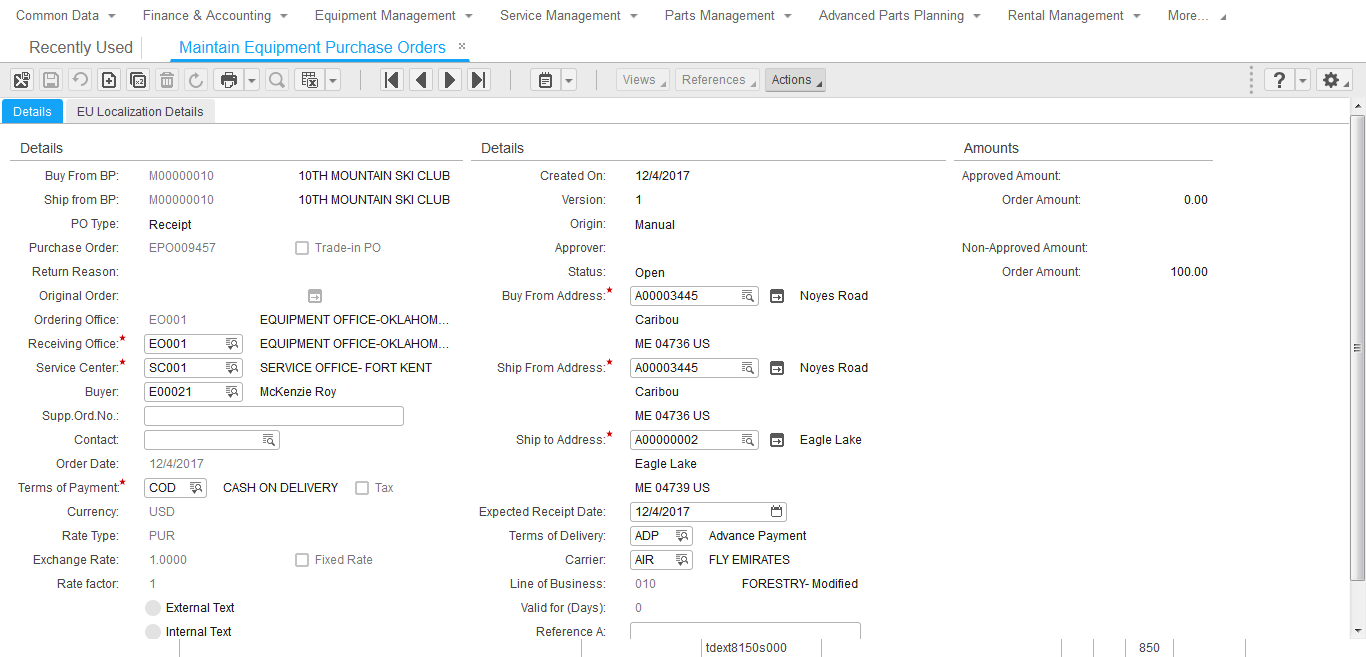 Common Data Finance & Accounting Equipment Management Service Management Parts Management Advanced Parts Planning Rental Management More...
Recently Used Maintain Equipment Purchase Orders ×
Views References Actions ?
Details EU Localization Details
Details
Buy From BP: M00000010 10TH MOUNTAIN SKI CLUB
Ship from BP: M00000010 10TH MOUNTAIN SKI CLUB
PO Type: Receipt
Purchase Order: EPO009457 Trade-in PO
Return Reason:
Original Order:
Ordering Office: EO001 EQUIPMENT OFFICE-OKLAHOM...
Receiving Office:* EO001 EQUIPMENT OFFICE-OKLAHOM...
Service Center:* SC001 SERVICE OFFICE- FORT KENT
Buyer: E00021 McKenzie Roy
Supp.Ord.No.:
Contact:
Order Date: 12/4/2017
Terms of Payment:* COD CASH ON DELIVERY Tax
Currency: USD
Rate Type: PUR
Exchange Rate: 1.0000 Fixed Rate
Rate factor: 1
External Text
Internal Text
Details
Created On: 12/4/2017
Version: 1
Origin: Manual
Approver:
Status: Open
Buy From Address:* A00003445 Noyes Road
Caribou
ME 04736 US
Ship From Address:* A00003445 Noyes Road
Caribou
ME 04736 US
Ship to Address:* A00000002 Eagle Lake
Eagle Lake
ME 04739 US
Expected Receipt Date: 12/4/2017
Terms of Delivery: ADP Advance Payment
Carrier: AIR FLY EMIRATES
Line of Business: 010 FORESTRY- Modified
Valid for (Days): 0
Reference A:
Amounts
Approved Amount:
Order Amount: 0.00
Non-Approved Amount:
Order Amount: 100.00
tdext8150s000 850